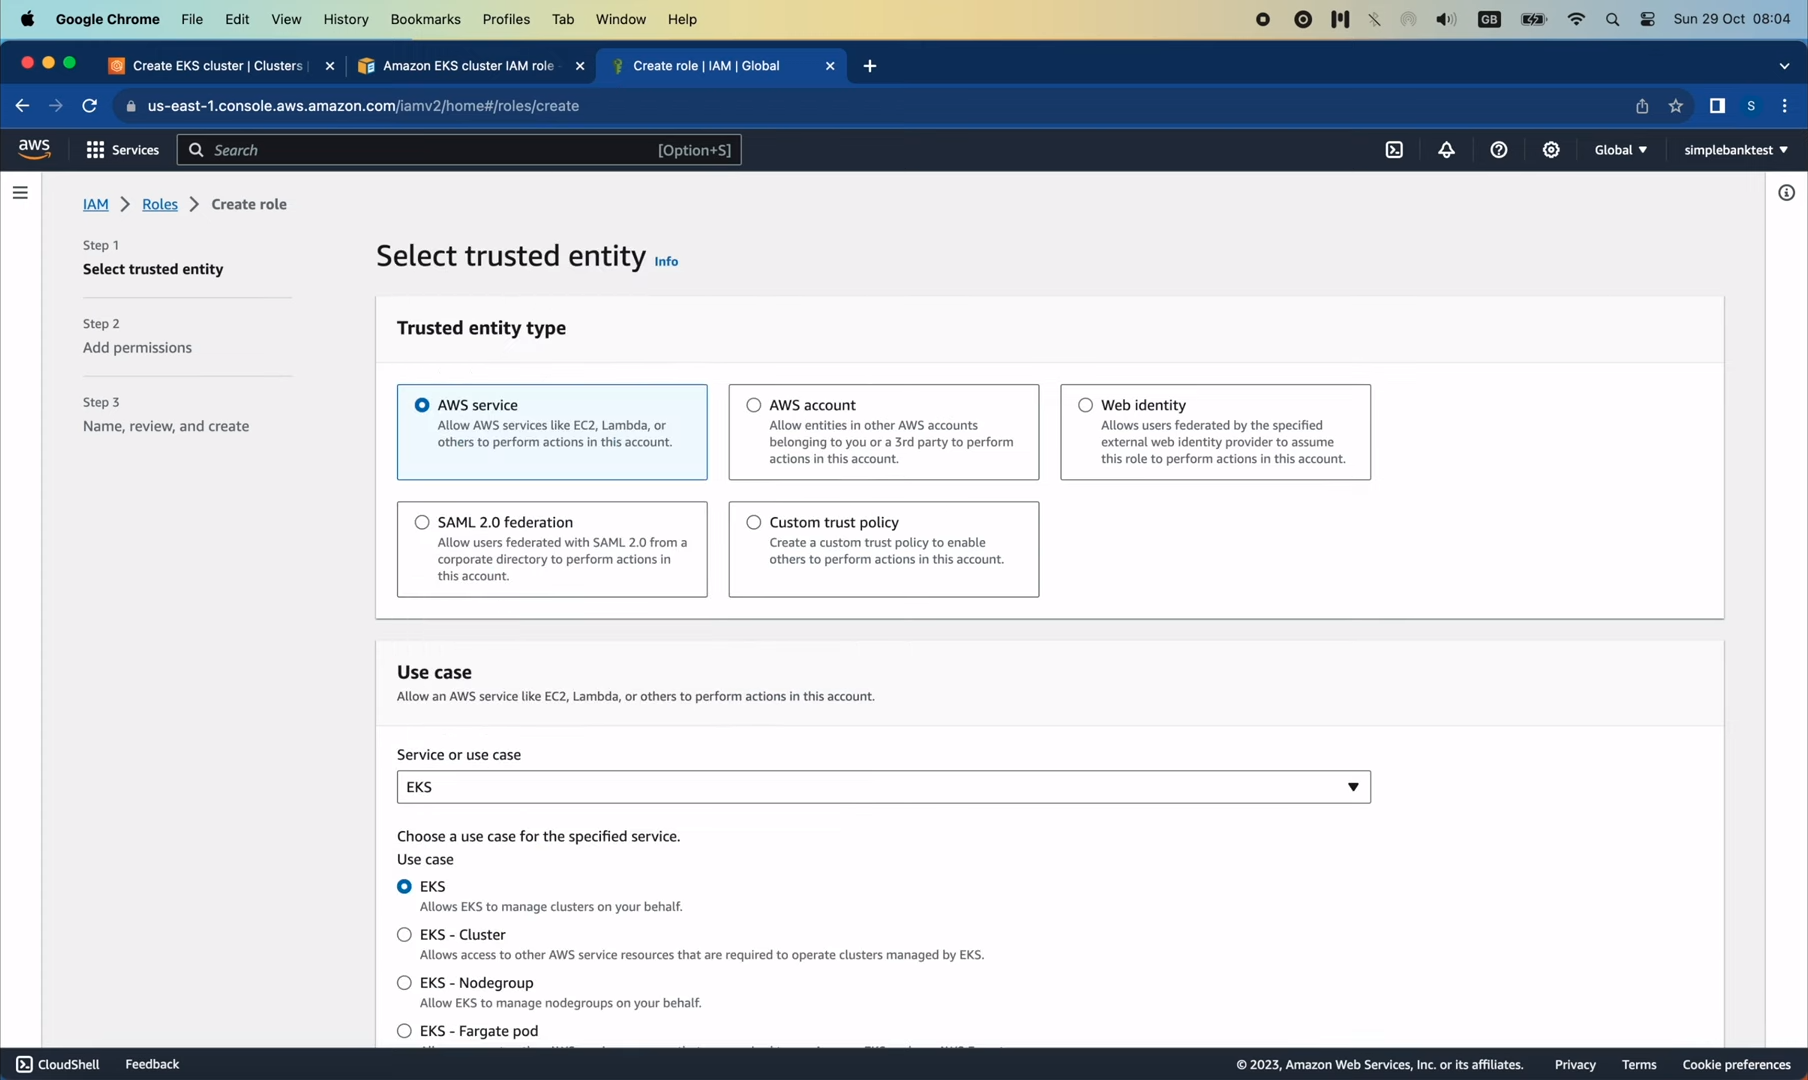 Google Chrome File Edit View History Bookmarks Profiles Tab Window Help GB Sun 29 Oct 08:04
Create EKS cluster | Clusters | Amazon EKS cluster IAM role - Create role | IAM | Global
us-east-1.console.aws.amazon.com/iamv2/home#/roles/create S
aws Services Search [Option+S] Global simplebanktest
IAM Roles Create role
Step 1
Select trusted entity
Step 2
Add permissions
Step 3
Name, review, and create
Select trusted entity Info
Trusted entity type
AWS service
Allow AWS services like EC2, Lambda, or
others to perform actions in this account.
AWS account
Allow entities in other AWS accounts
belonging to you or a 3rd party to perform
actions in this account.
Web identity
Allows users federated by the specified
external web identity provider to assume
this role to perform actions in this account.
SAML 2.0 federation
Allow users federated with SAML 2.0 from a
corporate directory to perform actions in
this account.
Custom trust policy
Create a custom trust policy to enable
others to perform actions in this account.
Use case
Allow an AWS service like EC2, Lambda, or others to perform actions in this account.
Service or use case
EKS
Choose a use case for the specified service.
Use case
EKS
Allows EKS to manage clusters on your behalf.
EKS - Cluster
Allows access to other AWS service resources that are required to operate clusters managed by EKS.
EKS - Nodegroup
Allow EKS to manage nodegroups on your behalf.
EKS - Fargate pod
CloudShell Feedback © 2023, Amazon Web Services, Inc. or its affiliates. Privacy Terms Cookie preferences